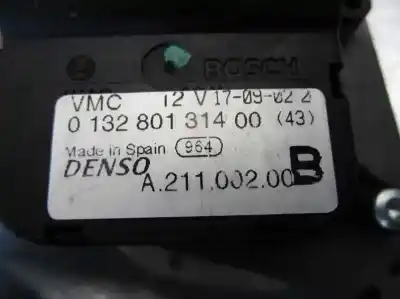 BOSCH
VMC 12 V 17-09-02 2
0 132 801 314 00 (43)
Made in Spain 964
DENSO
A.211.002.00 B